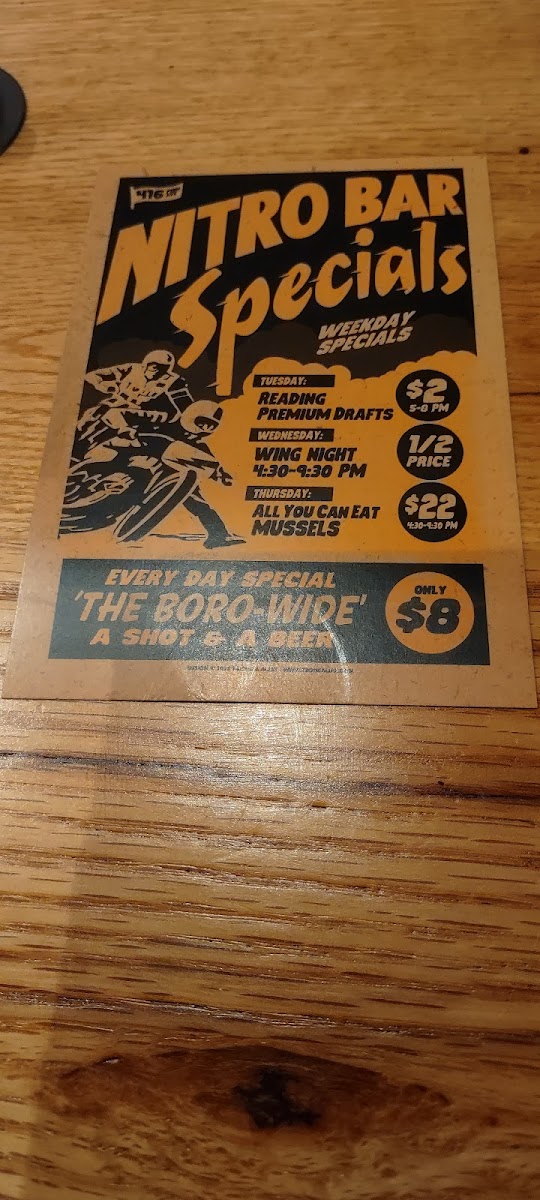 NITRO BAR
Specials
WEEKDAY
SPECIALS
TUESDAY:
READING
PREMIUM DRAFTS
$2
5-8 PM
WEDNESDAY:
WING NIGHT
4:30-9:30 PM
1/2
PRICE
THURSDAY:
ALL YOU CAN EAT
MUSSELS
$22
4:30-9:30 PM
EVERY DAY SPECIAL
'THE BORO-WIDE'
A SHOT & A BEER
ONLY
$8